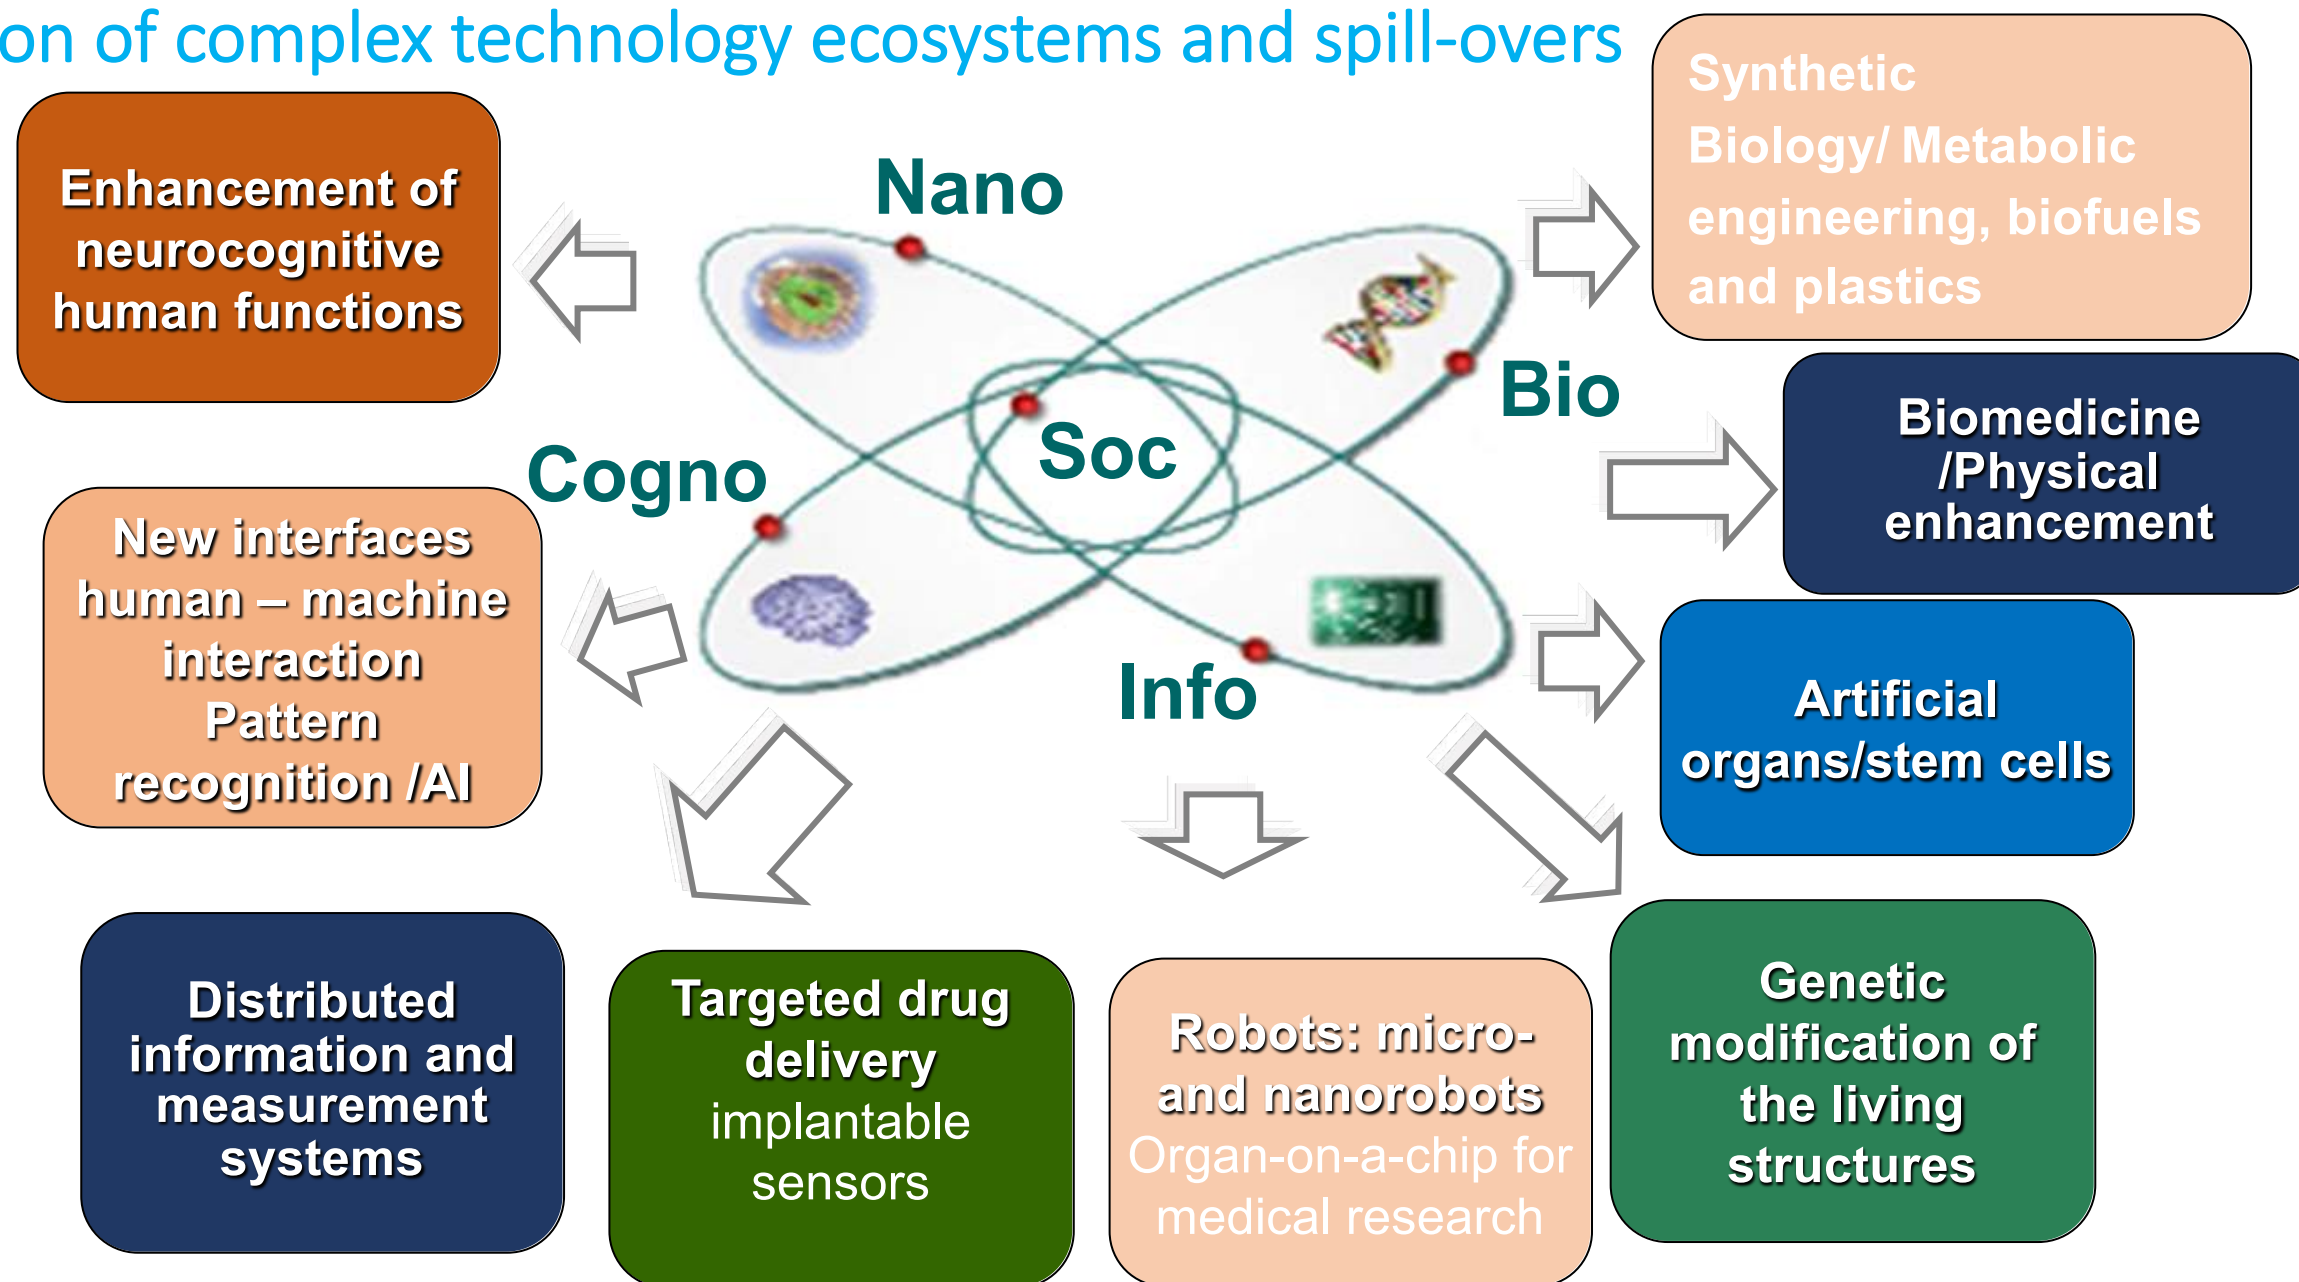 on of complex technology ecosystems and spill-overs
Synthetic
Biology/ Metabolic
engineering, biofuels
and plastics
Enhancement of
neurocognitive
human functions
Nano
Bio
Soc
Cogno
Info
Biomedicine
/Physical
enhancement
New interfaces
human – machine
interaction
Pattern
recognition /AI
Artificial
organs/stem cells
Distributed
information and
measurement
systems
Targeted drug
delivery
implantable
sensors
Robots: micro-
and nanorobots
Organ-on-a-chip for
medical research
Genetic
modification of
the living
structures